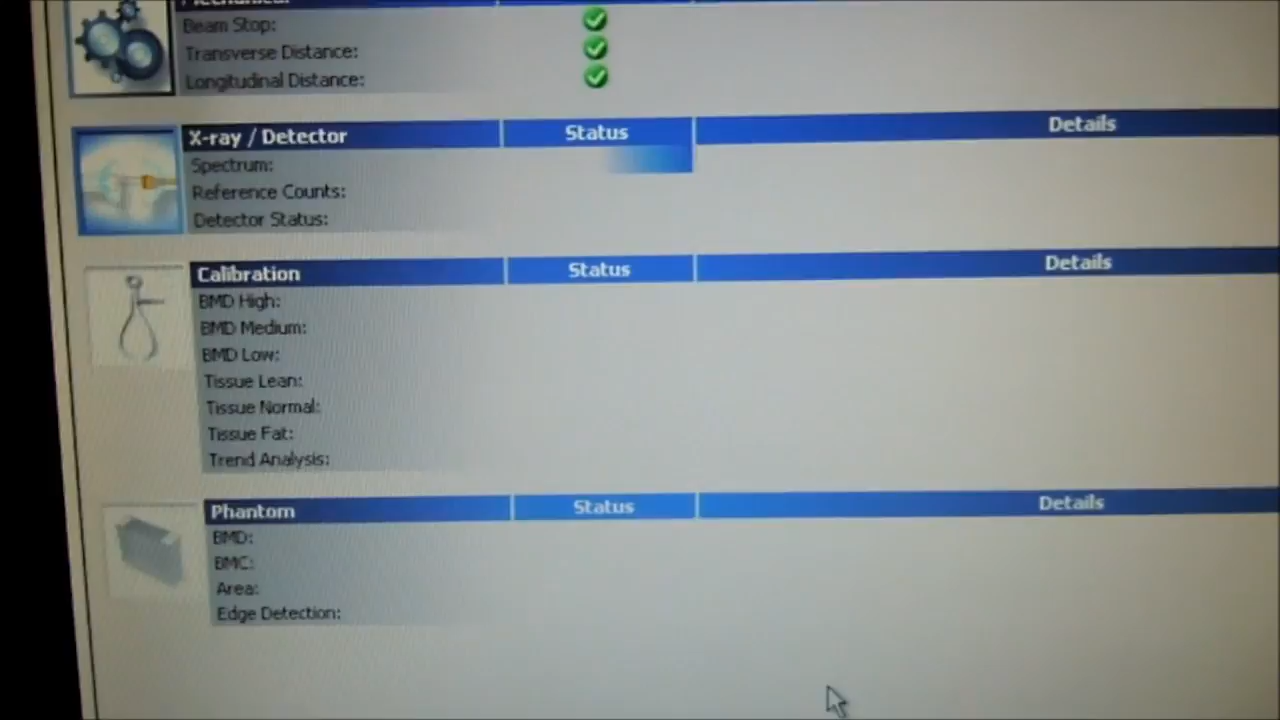 Mechanical
Beam Stop:
Transverse Distance:
Longitudinal Distance:
X-ray / Detector Status Details
Spectrum:
Reference Counts:
Detector Status:
Calibration Status Details
BMD High:
BMD Medium:
BMD Low:
Tissue Lean:
Tissue Normal:
Tissue Fat:
Trend Analysis:
Phantom Status Details
BMD:
BMC:
Area:
Edge Detection: